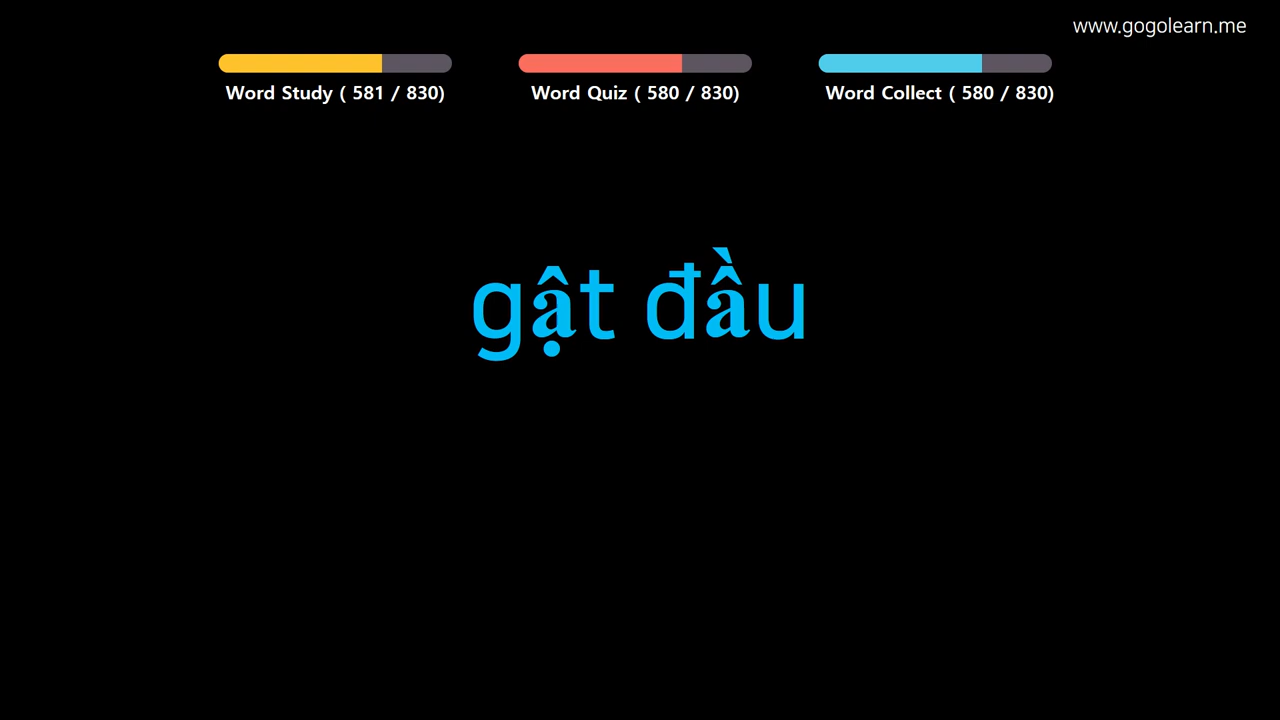 www.gogolearn.me
Word Study ( 581 / 830)
Word Quiz ( 580 / 830)
Word Collect ( 580 / 830)
gật đầu